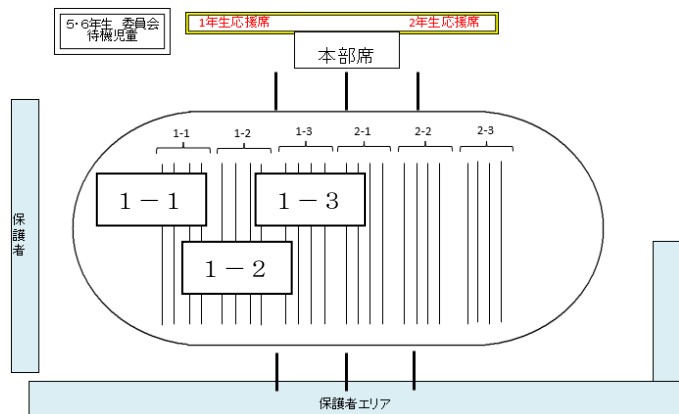 5・6年生 委員会
待機児童
1年生応援席
2年生応援席
本部席
1-1
1-2
1-3
2-1
2-2
2-3
１－１
１－３
１－２
保護者
保護者エリア